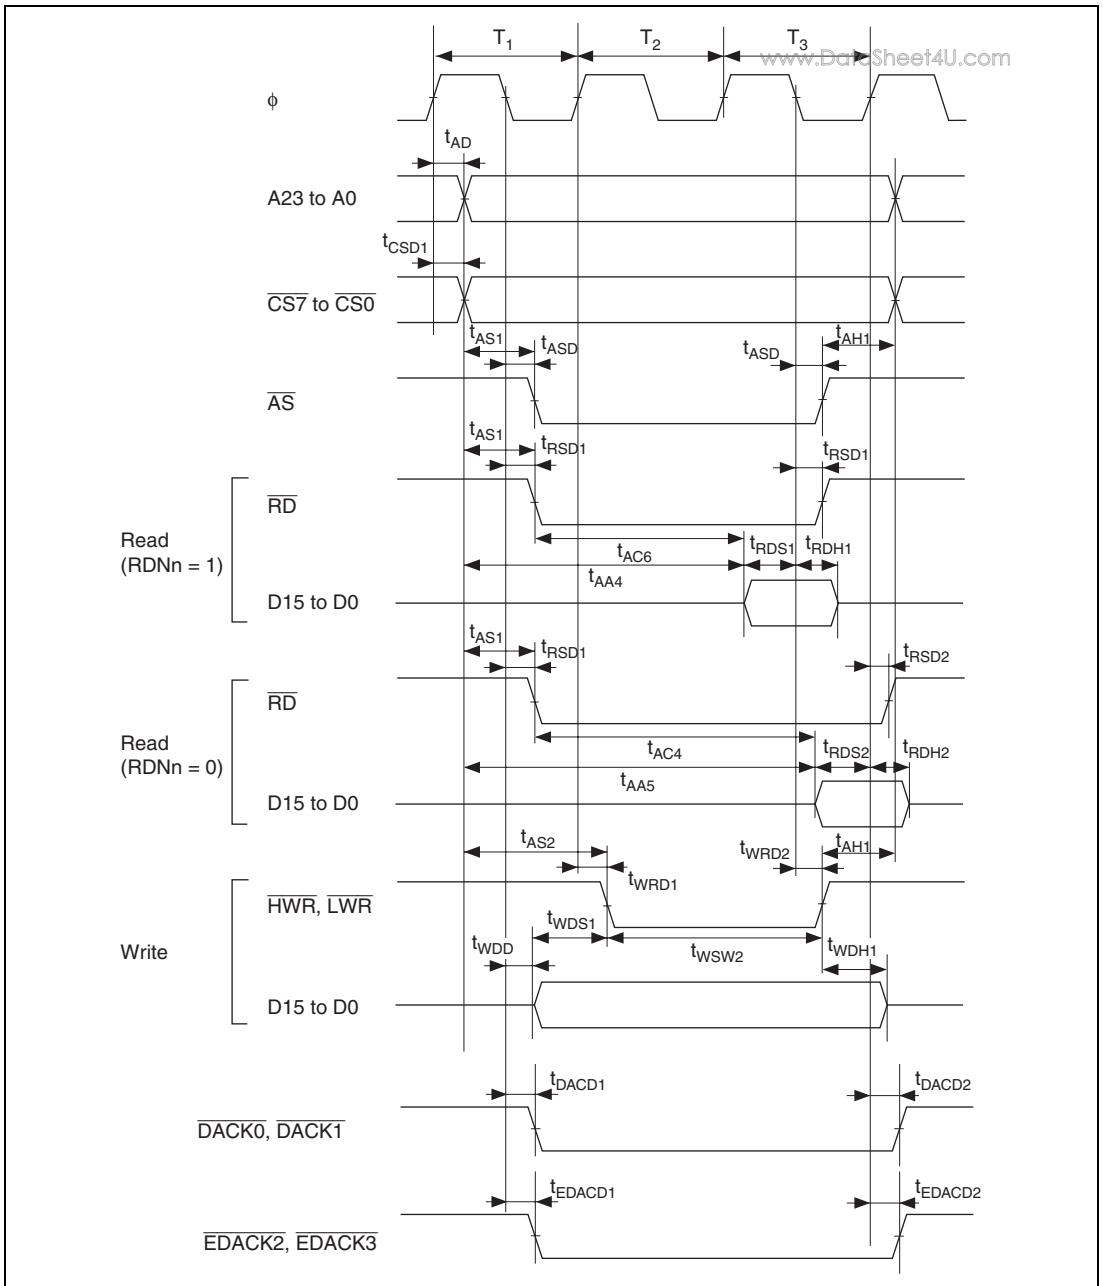 T1 T2 T3
www.DataSheet4U.com
ϕ
tAD
A23 to A0
tCSD1
CS7 to CS0
tAS1 tASD tASD tAH1
AS
tAS1 tRSD1 tRSD1
RD
Read
(RDNn = 1)
tAC6 tRDS1 tRDH1
tAA4
D15 to D0
tAS1 tRSD1 tRSD2
RD
Read
(RDNn = 0)
tAC4 tRDS2 tRDH2
tAA5
D15 to D0
tAS2 tWRD2 tAH1
tWRD1
HWR, LWR
Write
tWDD tWDS1 tWSW2 tWDH1
D15 to D0
tDACD1 tDACD2
DACK0, DACK1
tEDACD1 tEDACD2
EDACK2, EDACK3